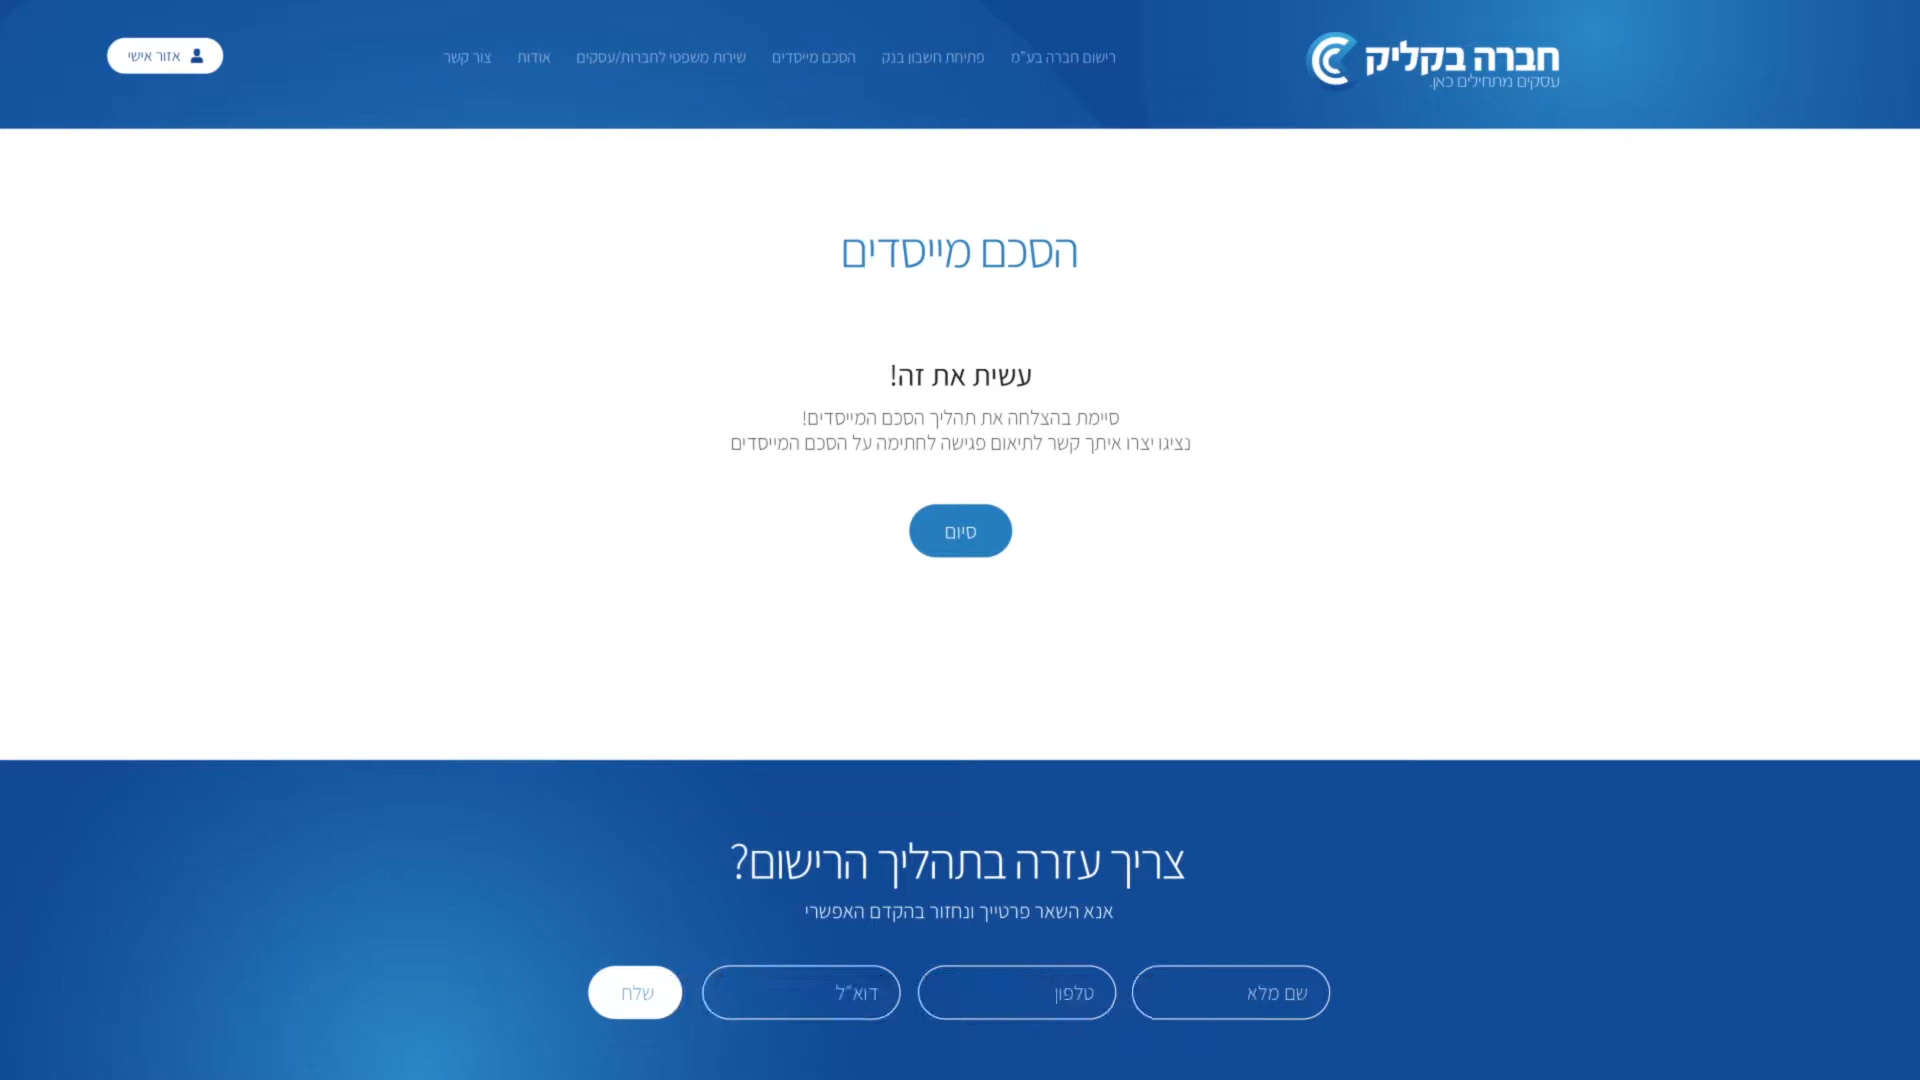 חברה בקליק
עסקים מתחילים כאן.
רישום חברה בע"מ
פתיחת חשבון בנק
הסכם מייסדים
שירות משפטי לחברות/עסקים
אודות
צור קשר
אזור אישי
הסכם מייסדים
עשית את זה!
סיימת בהצלחה את תהליך הסכם המייסדים!
נציגו יצרו איתך קשר לתיאום פגישה לחתימה על הסכם המייסדים
סיום
צריך עזרה בתהליך הרישום?
אנא השאר פרטייך ונחזור בהקדם האפשרי
שם מלא
טלפון
דוא"ל
שלח